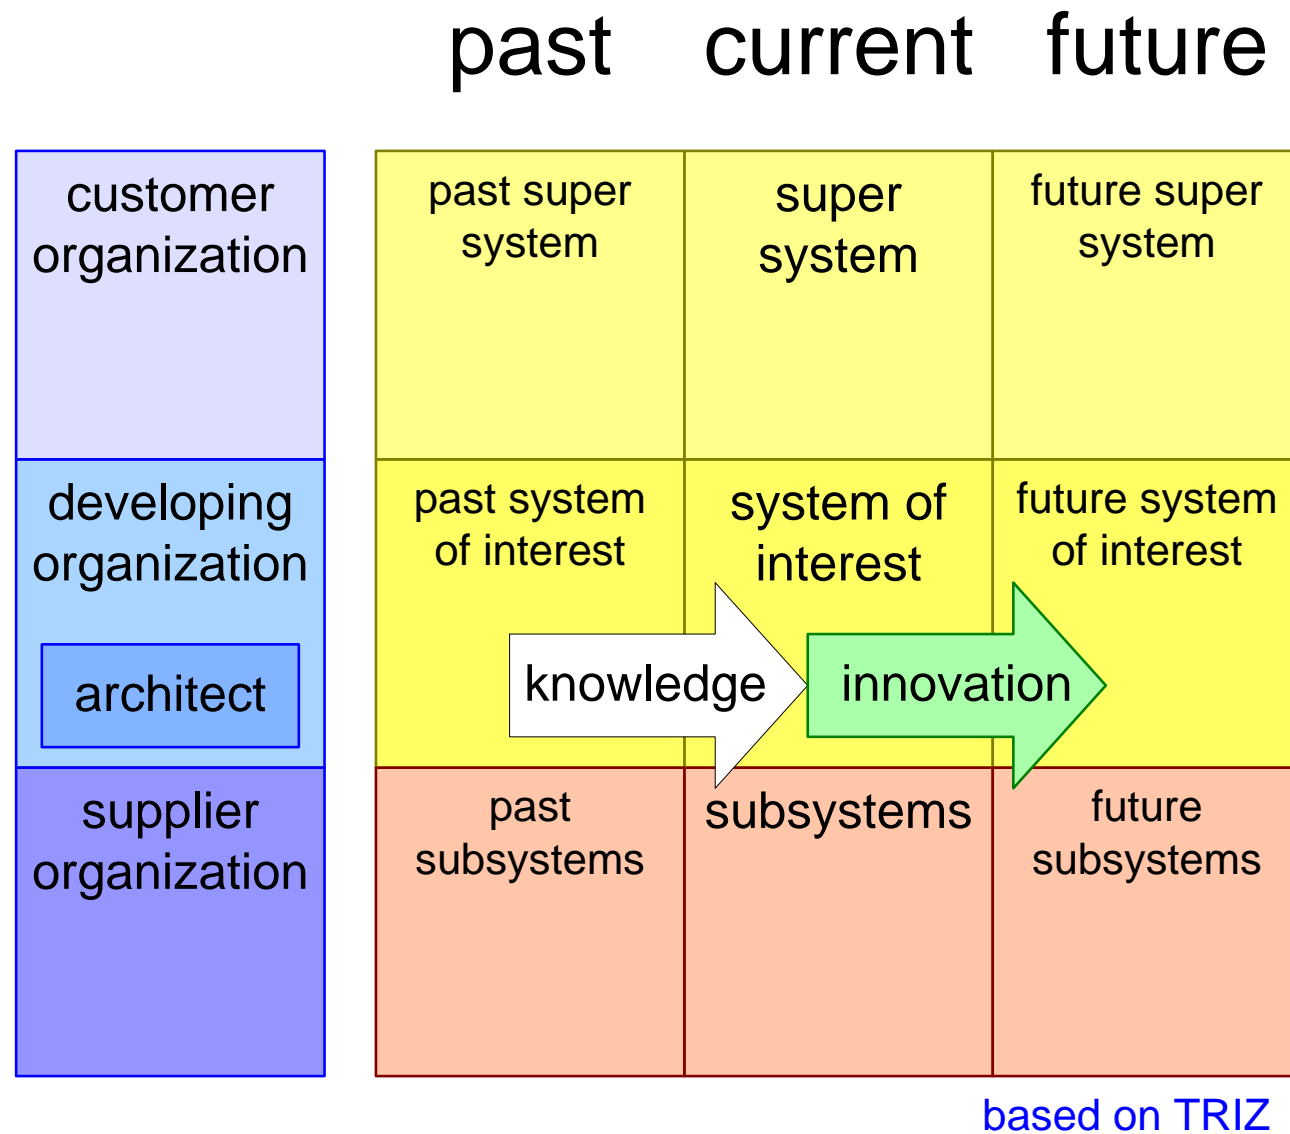 past current future
customer
organization
past super
system
super
system
future super
system
developing
organization
architect
past system
of interest
system of
interest
future system
of interest
knowledge
innovation
supplier
organization
past
subsystems
subsystems
future
subsystems
based on TRIZ